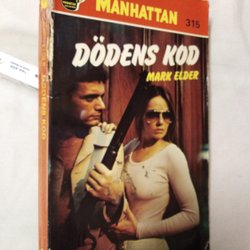 MANHATTAN
315
DÖDENS KOD
MARK ELDER
DÖDENS KOD